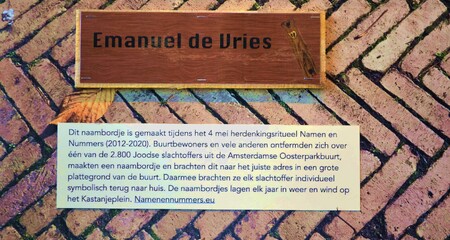 Emanuel de Vries
Dit naambordje is gemaakt tijdens het 4 mei herdenkingsritueel Namen en
Nummers (2012-2020). Buurtbewoners en vele anderen ontfermden zich over
één van de 2.800 Joodse slachtoffers uit de Amsterdamse Oosterparkbuurt,
maakten een naambordje en brachten dit naar het juiste adres in een grote
plattegrond van de buurt. Daarmee brachten ze elk slachtoffer individueel
symbolisch terug naar huis. De naambordjes lagen elk jaar in weer en wind op
het Kastanjeplein. Namenennummers.eu